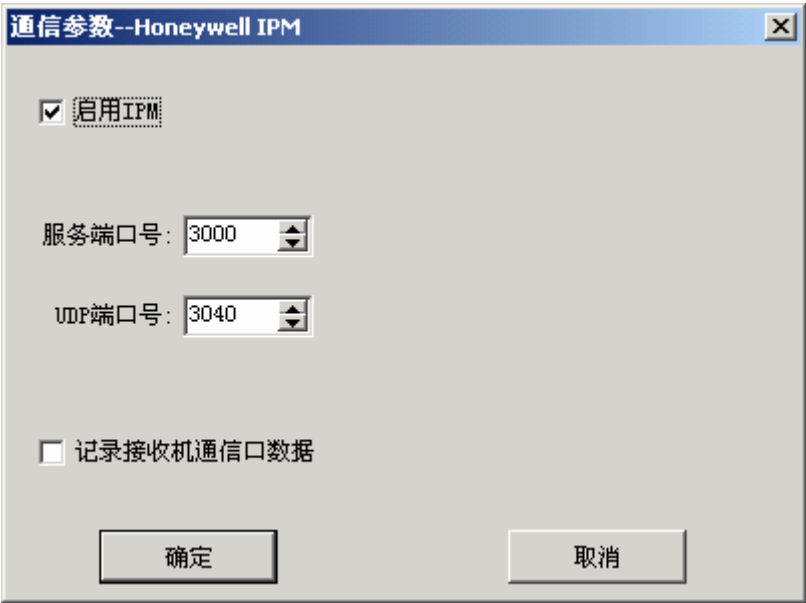 通信参数--Honeywell IPM
启用IPM
服务端口号: 3000
UDP端口号: 3040
记录接收机通信口数据
确定 取消